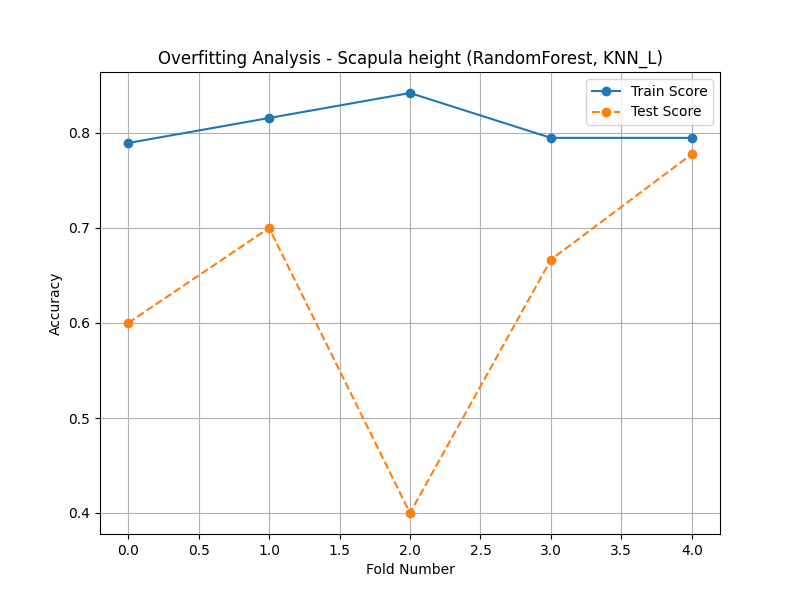 Overfitting Analysis - Scapula height (RandomForest, KNN_L)
Train Score
Test Score
0.8
0.7
0.6
0.5
0.4
Accuracy
0.0 0.5 1.0 1.5 2.0 2.5 3.0 3.5 4.0
Fold Number